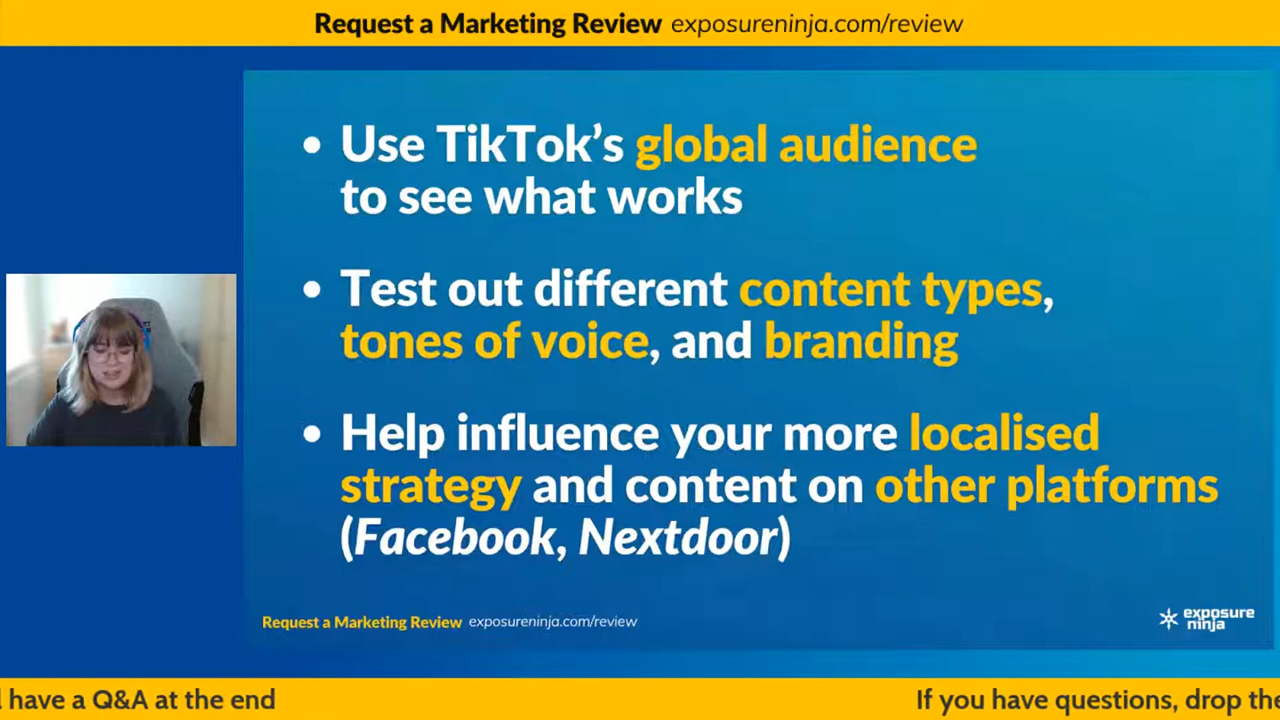 Request a Marketing Review exposureninja.com/review
• Use TikTok’s global audience
to see what works
• Test out different content types,
tones of voice, and branding
• Help influence your more localised
strategy and content on other platforms
(Facebook, Nextdoor)
Request a Marketing Review exposureninja.com/review
exposure
ninja
have a Q&A at the end
If you have questions, drop